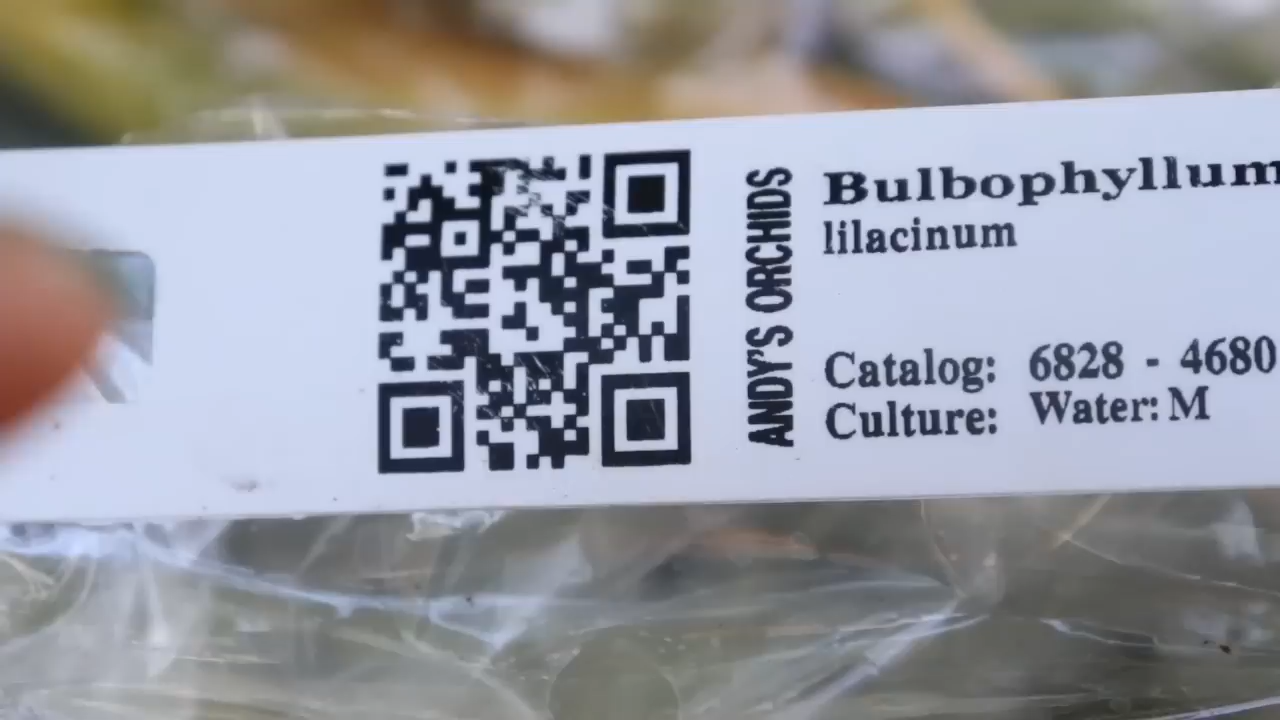 ANDY'S ORCHIDS
Bulbophyllum
lilacinum
Catalog: 6828 - 4680
Culture: Water: M